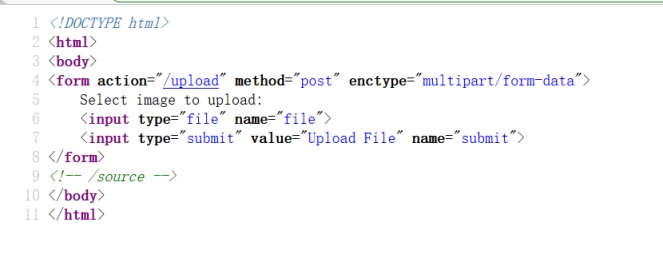 1 <!DOCTYPE html>
2 <html>
3 <body>
4 <form action="/upload" method="post" enctype="multipart/form-data">
5     Select image to upload:
6     <input type="file" name="file">
7     <input type="submit" value="Upload File" name="submit">
8 </form>
9 <!-- /source -->
10 </body>
11 </html>